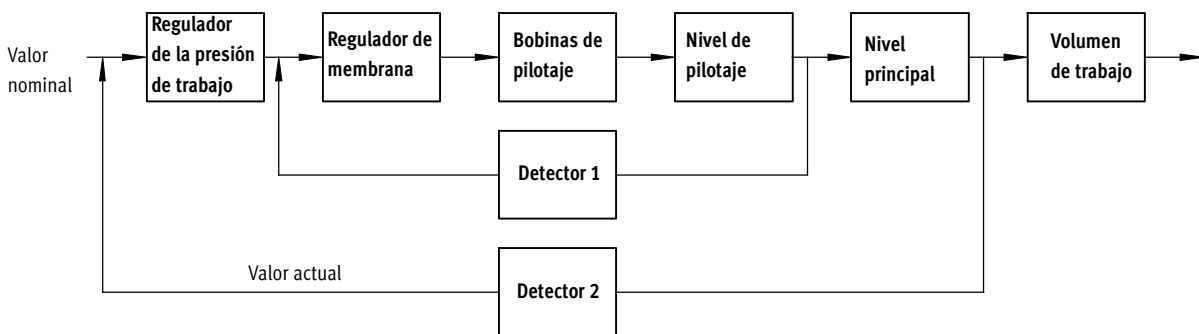 Valor
nominal
Regulador
de la presión
de trabajo
Regulador de
membrana
Bobinas de
pilotaje
Nivel de
pilotaje
Nivel
principal
Volumen
de trabajo
Detector 1
Valor actual
Detector 2